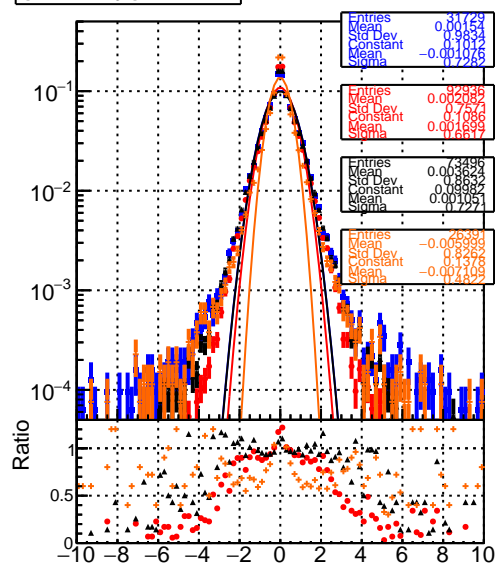 Entries 31729
Mean 0.00154
Std Dev 0.9834
Constant 0.1012
Mean −0.001076
Sigma 0.7282
10⁻¹
Entries 92936
Mean 0.002082
Std Dev 0.7571
Constant 0.1086
Mean 0.001699
Sigma 0.6617
Entries 73496
Mean 0.003624
Std Dev 0.8632
Constant 0.09982
Mean 0.001051
Sigma 0.7271
10⁻²
Entries
Mean −0.005999
Std Dev 0.8268
Constant 0.1378
Mean −0.007109
Sigma 0.4822
10⁻³
10⁻⁴
Ratio
1
0.5
0
−10 −8 −6 −4 −2 0 2 4 6 8 10